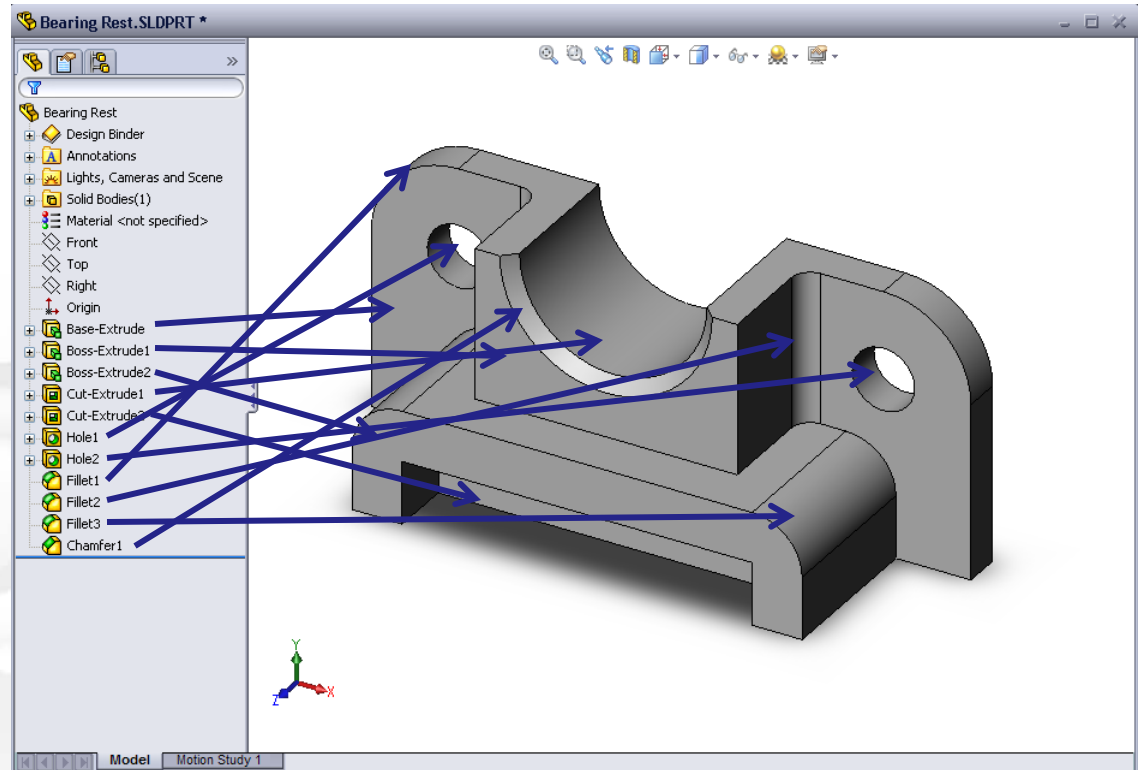 Bearing Rest.SLDPRT *
Bearing Rest
Design Binder
A Annotations
Lights, Cameras and Scene
Solid Bodies(1)
Material <not specified>
Front
Top
Right
Origin
Base-Extrude
Boss-Extrude1
Boss-Extrude2
Cut-Extrude1
Cut-Extrude2
Hole1
Hole2
Fillet1
Fillet2
Fillet3
Chamfer1
Y
X
Z
Model Motion Study 1